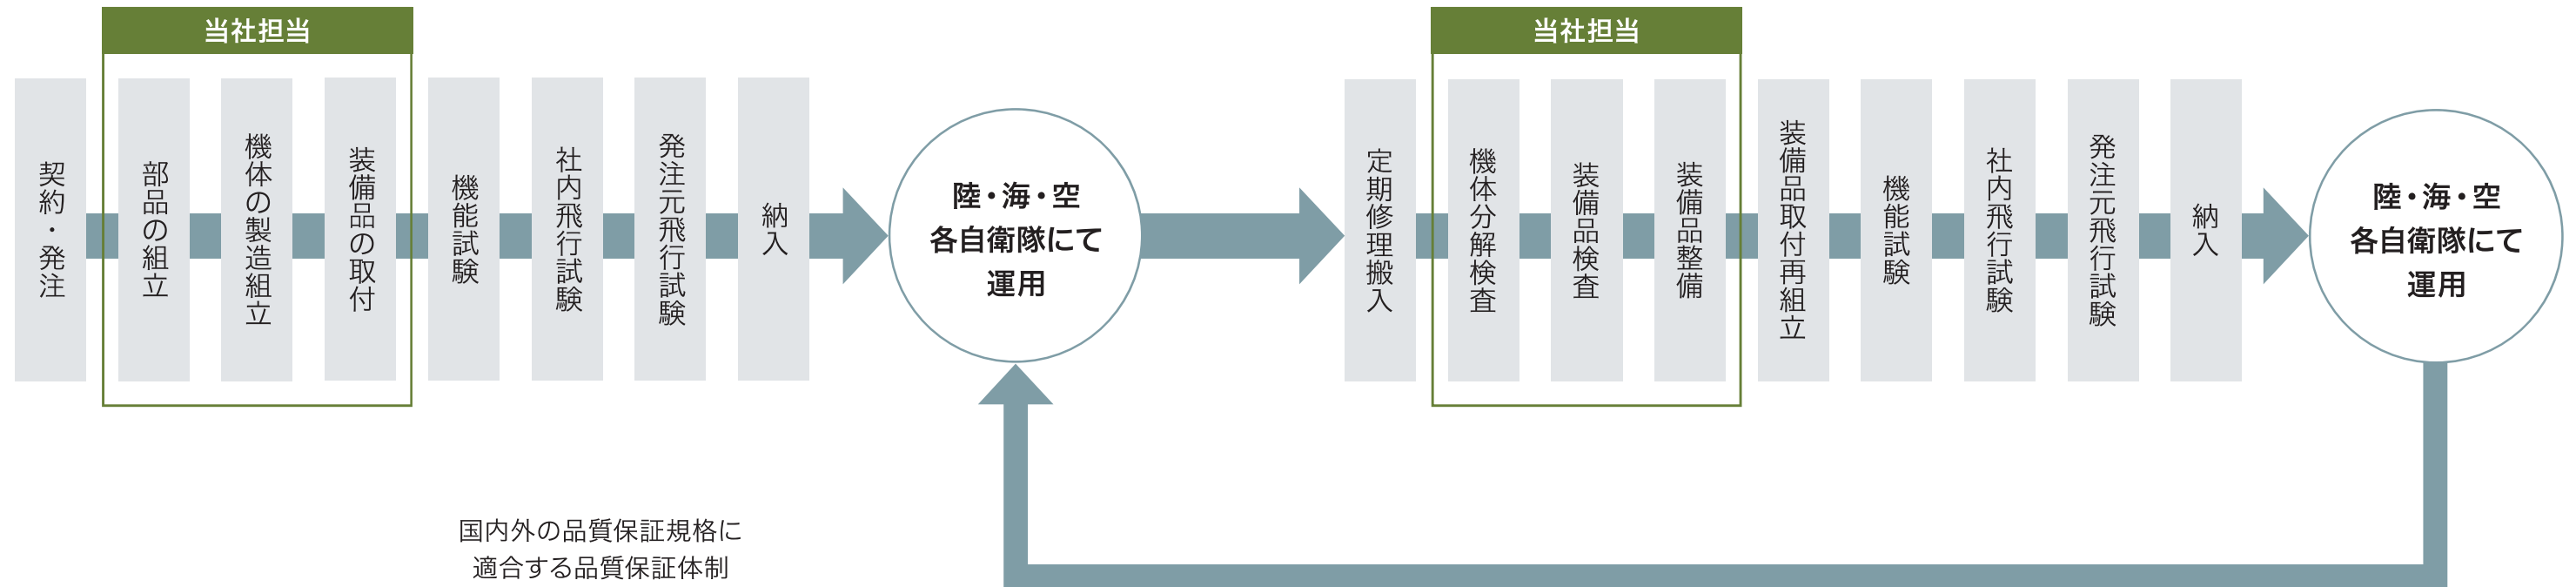 当社担当
契約・発注
部品の組立
機体の製造組立
装備品の取付
機能試験
社内飛行試験
発注元飛行試験
納入
陸・海・空
各自衛隊にて
運用
当社担当
定期修理搬入
機体分解検査
装備品検査
装備品整備
装備品取付再組立
機能試験
社内飛行試験
発注元飛行試験
納入
陸・海・空
各自衛隊にて
運用
国内外の品質保証規格に
適合する品質保証体制